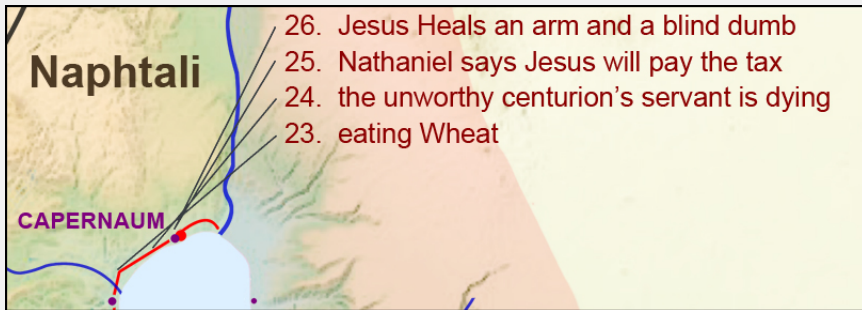 26. Jesus Heals an arm and a blind dumb
Naphtali
25. Nathaniel says Jesus will pay the tax
24. the unworthy centurion's servant is dying
23. eating Wheat
CAPERNAUM